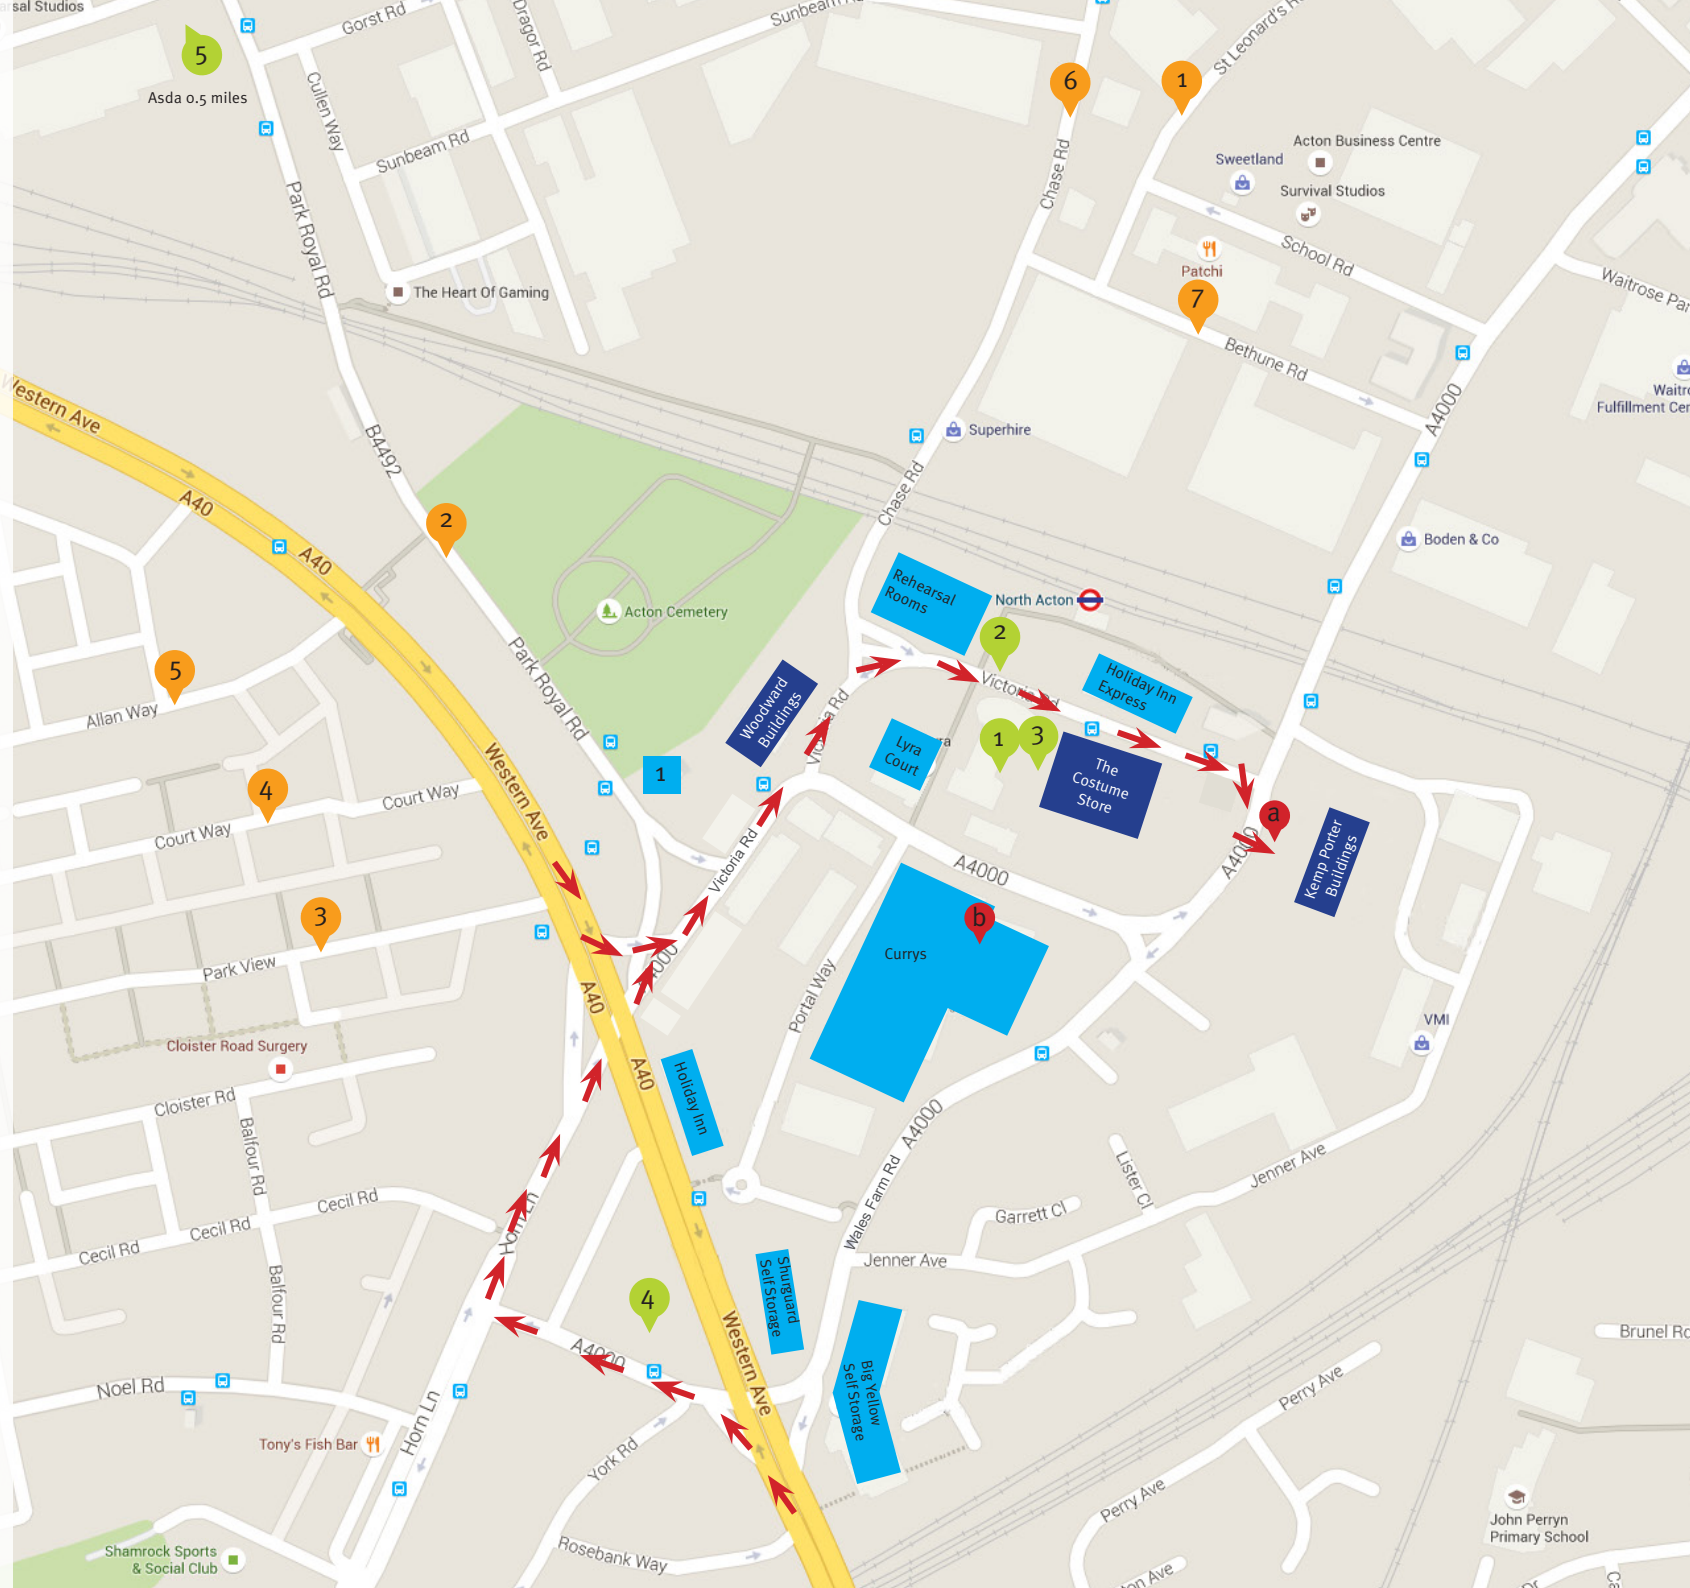 rsal Studios
Gorst Rd
Dragor Rd
Sunbeam
St Leonard's
5
Asda 0.5 miles
Cullen Way
6
1
Sunbeam Rd
Chase Rd
Acton Business Centre
Sweetland
Survival Studios
Park Royal Rd
School Rd
Patchi
Waitrose Par
The Heart Of Gaming
7
Bethune Rd
Waitro
Fulfillment Cen
Western Ave
A4000
B4492
Superhire
A40
Chase Rd
2
A40
Boden & Co
Rehearsal
Rooms
North Acton
Acton Cemetery
2
5
Park Royal Rd
Woodward
Buildings
Victoria Rd
Holiday Inn
Express
Allan Way
Victoria Rd
Lyra
Court
ra
1
3
The
Costume
Store
1
Western Ave
4
Court Way
Court Way
a
Kemp Porter
Buildings
A4000
Victoria Rd
A4000
3
b
Currys
Park View
000
A40
Portal Way
VMI
Cloister Road Surgery
A40
Holiday Inn
Cloister Rd
A4000
Balfour Rd
Lister Cl
Jenner Ave
Wales Farm Rd
Cecil Rd
Cecil Rd
Cecil Rd
Horn Ln
Garrett Cl
Jenner Ave
Balfour Rd
Shurguard
Self Storage
4
A4000
Western Ave
Brunel Rd
Big Yellow
Self Storage
Noel Rd
Perry Ave
Horn Ln
Tony's Fish Bar
York Rd
Perry Ave
John Perryn
Primary School
Shamrock Sports
& Social Club
Rosebank Way
ton Ave
Dr
Ca